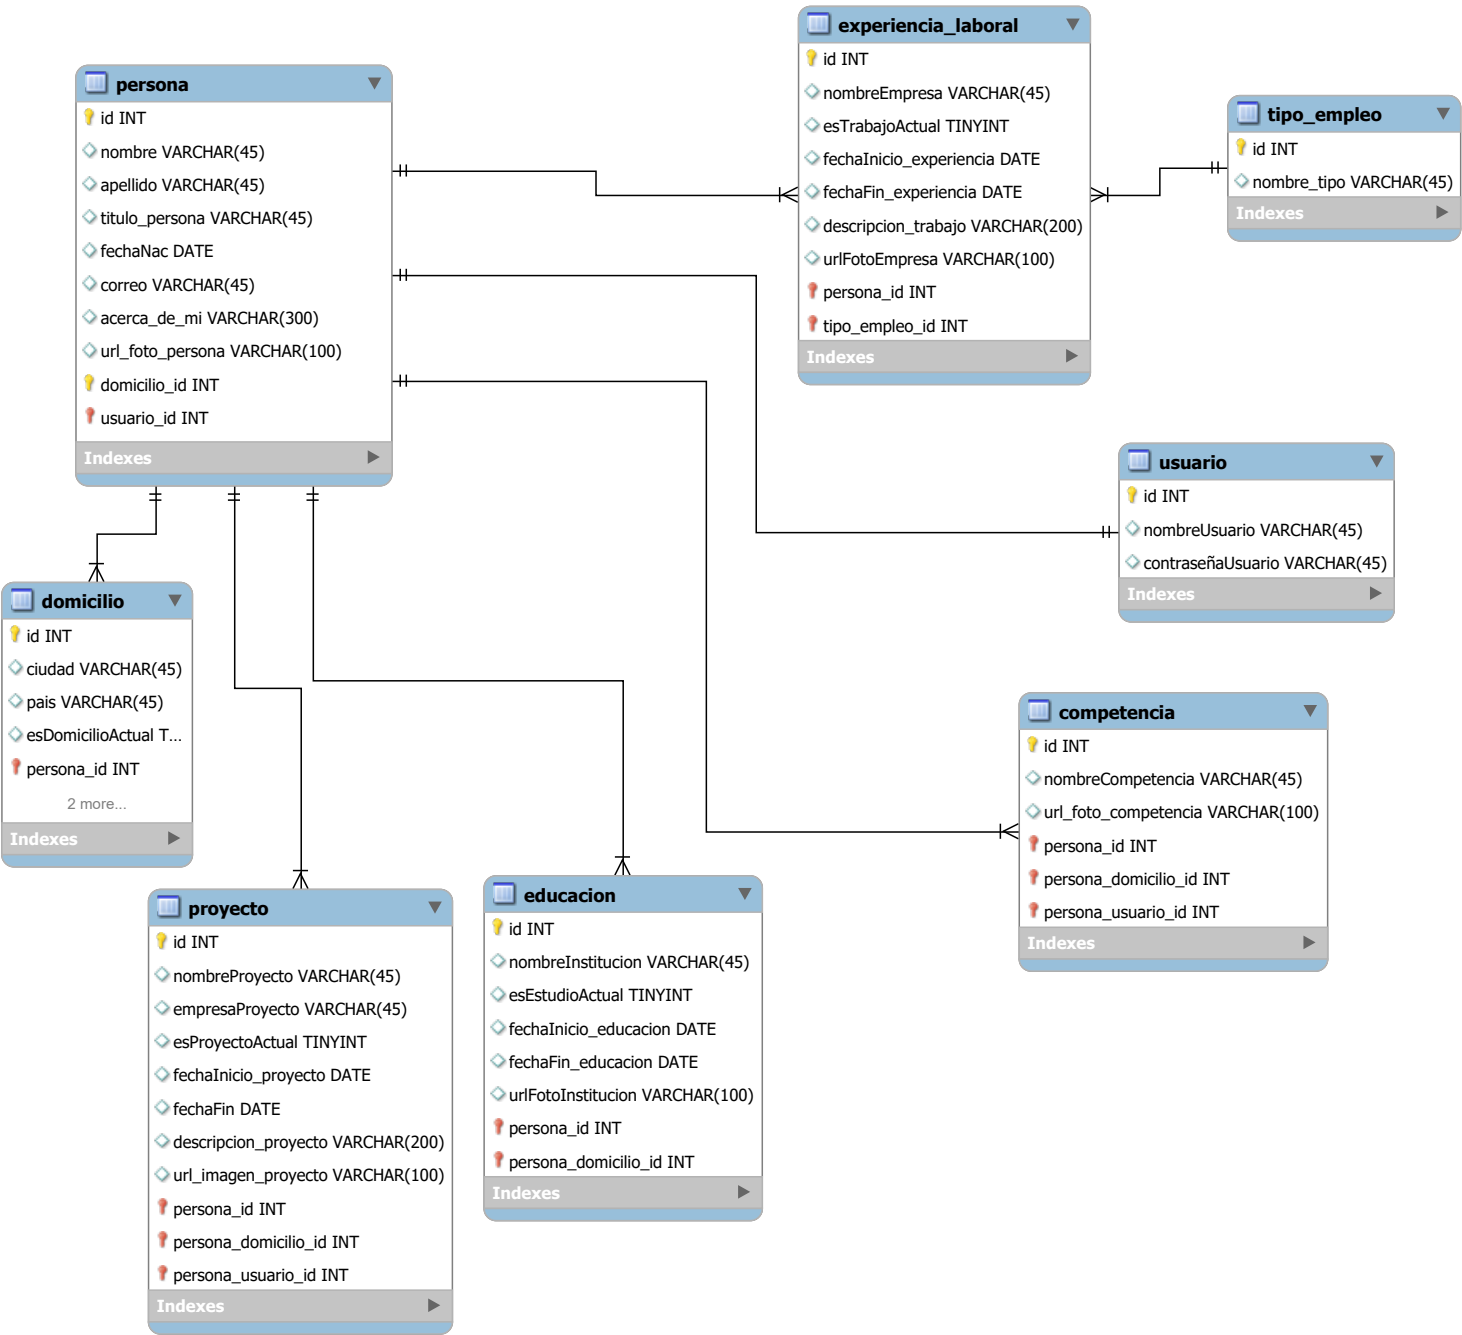 persona
id INT
nombre VARCHAR(45)
apellido VARCHAR(45)
titulo_persona VARCHAR(45)
fechaNac DATE
correo VARCHAR(45)
acerca_de_mi VARCHAR(300)
url_foto_persona VARCHAR(100)
domicilio_id INT
usuario_id INT
Indexes
experiencia_laboral
id INT
nombreEmpresa VARCHAR(45)
esTrabajoActual TINYINT
fechaInicio_experiencia DATE
fechaFin_experiencia DATE
descripcion_trabajo VARCHAR(200)
urlFotoEmpresa VARCHAR(100)
persona_id INT
tipo_empleo_id INT
Indexes
tipo_empleo
id INT
nombre_tipo VARCHAR(45)
Indexes
usuario
id INT
nombreUsuario VARCHAR(45)
contraseñaUsuario VARCHAR(45)
Indexes
domicilio
id INT
ciudad VARCHAR(45)
pais VARCHAR(45)
esDomicilioActual T...
persona_id INT
2 more...
Indexes
competencia
id INT
nombreCompetencia VARCHAR(45)
url_foto_competencia VARCHAR(100)
persona_id INT
persona_domicilio_id INT
persona_usuario_id INT
Indexes
proyecto
id INT
nombreProyecto VARCHAR(45)
empresaProyecto VARCHAR(45)
esProyectoActual TINYINT
fechaInicio_proyecto DATE
fechaFin DATE
descripcion_proyecto VARCHAR(200)
url_imagen_proyecto VARCHAR(100)
persona_id INT
persona_domicilio_id INT
persona_usuario_id INT
Indexes
educacion
id INT
nombreInstitucion VARCHAR(45)
esEstudioActual TINYINT
fechaInicio_educacion DATE
fechaFin_educacion DATE
urlFotoInstitucion VARCHAR(100)
persona_id INT
persona_domicilio_id INT
Indexes